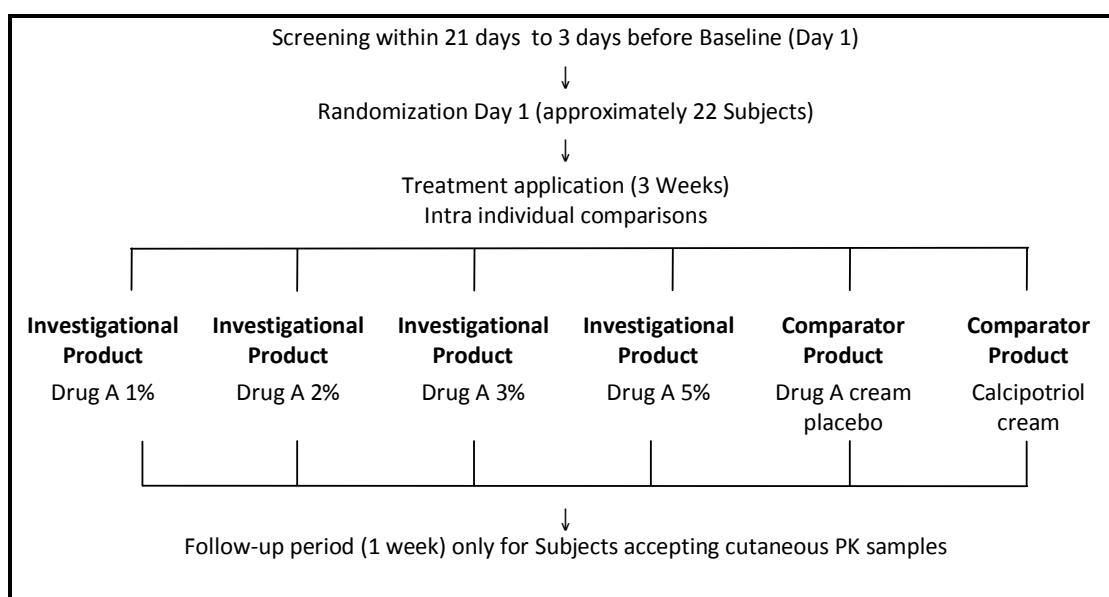 Screening within 21 days to 3 days before Baseline (Day 1)
↓
Randomization Day 1 (approximately 22 Subjects)
↓
Treatment application (3 Weeks)
Intra individual comparisons
Investigational Product
Drug A 1%
Investigational Product
Drug A 2%
Investigational Product
Drug A 3%
Investigational Product
Drug A 5%
Comparator Product
Drug A cream placebo
Comparator Product
Calcipotriol cream
↓
Follow-up period (1 week) only for Subjects accepting cutaneous PK samples